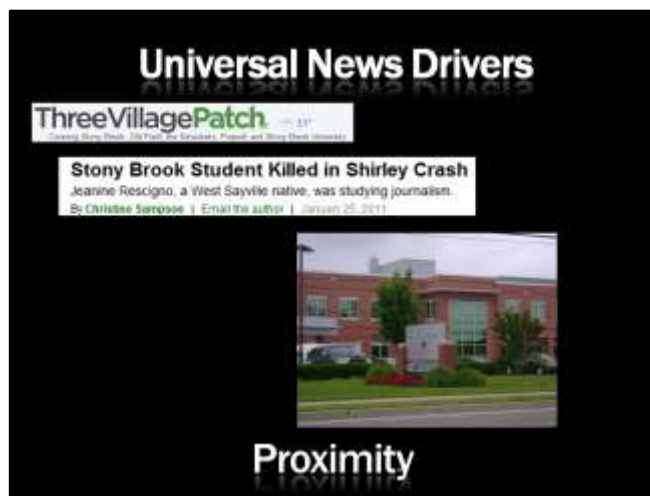 Universal News Drivers
ThreeVillagePatch
Stony Brook Student Killed in Shirley Crash
Jeanine Rescigno, a West Sayville native, was studying journalism.
By Christine Sampson | Email the author | January 25, 2011
Proximity